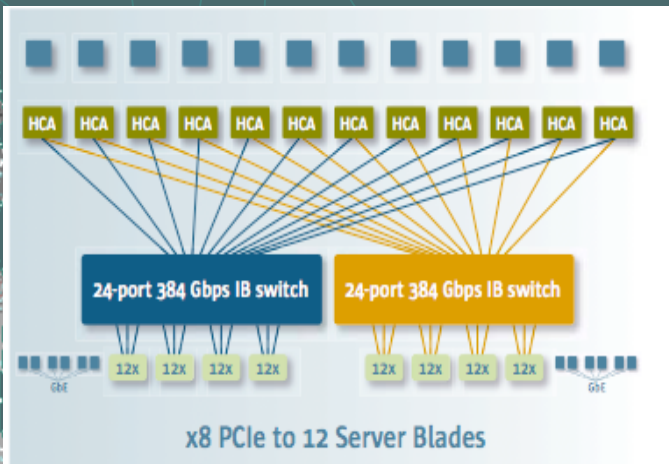 HCA HCA HCA HCA HCA HCA HCA HCA HCA HCA HCA HCA
24-port 384 Gbps IB switch 24-port 384 Gbps IB switch
12x 12x 12x 12x 12x 12x 12x 12x
GbE GbE
x8 PCIe to 12 Server Blades